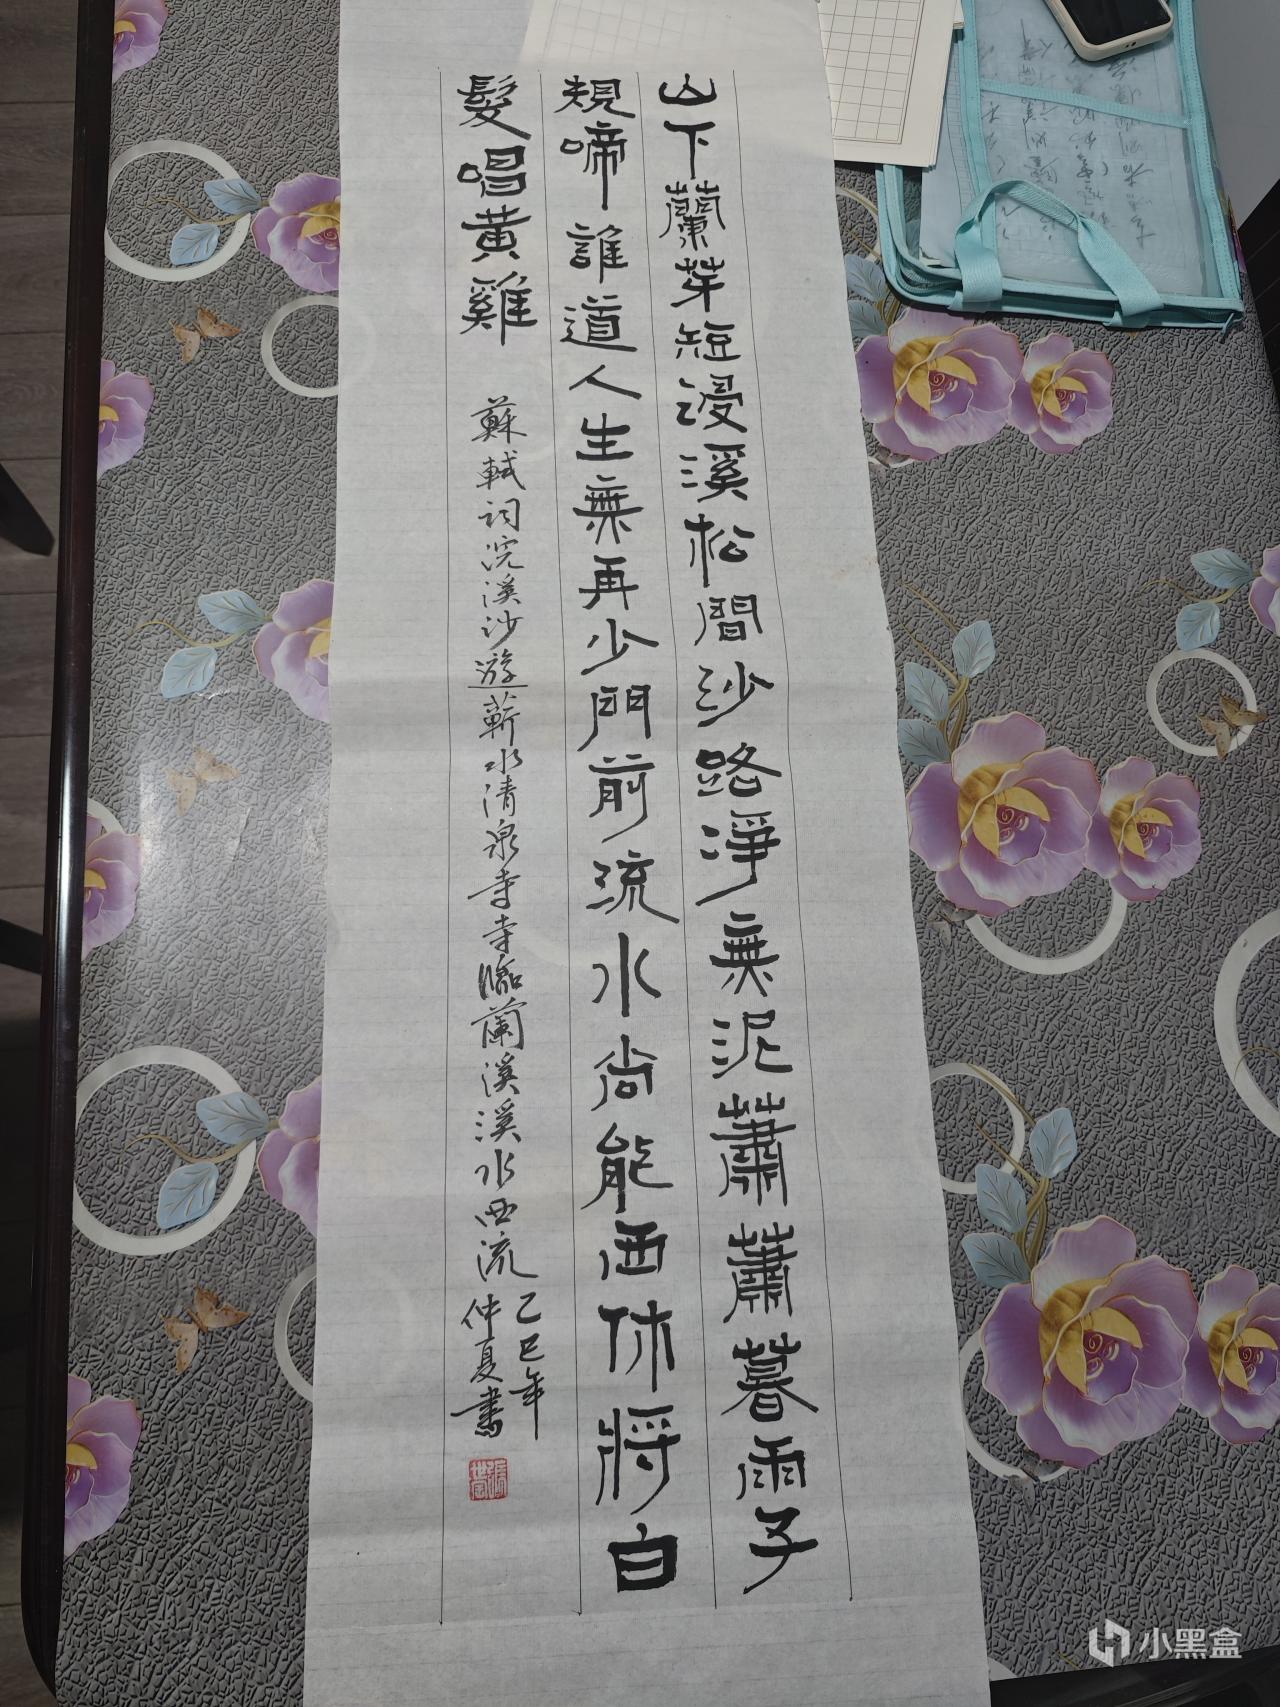 山下蘭芽短浸溪松間沙路淨無泥蕭蕭暮雨子
規啼誰道人生無再少門前流水尚能西休將白
髮唱黃雞
蘇軾詞浣溪沙遊蘄水清泉寺寺臨蘭溪溪水西流
乙巳年
仲夏書
小黑盒